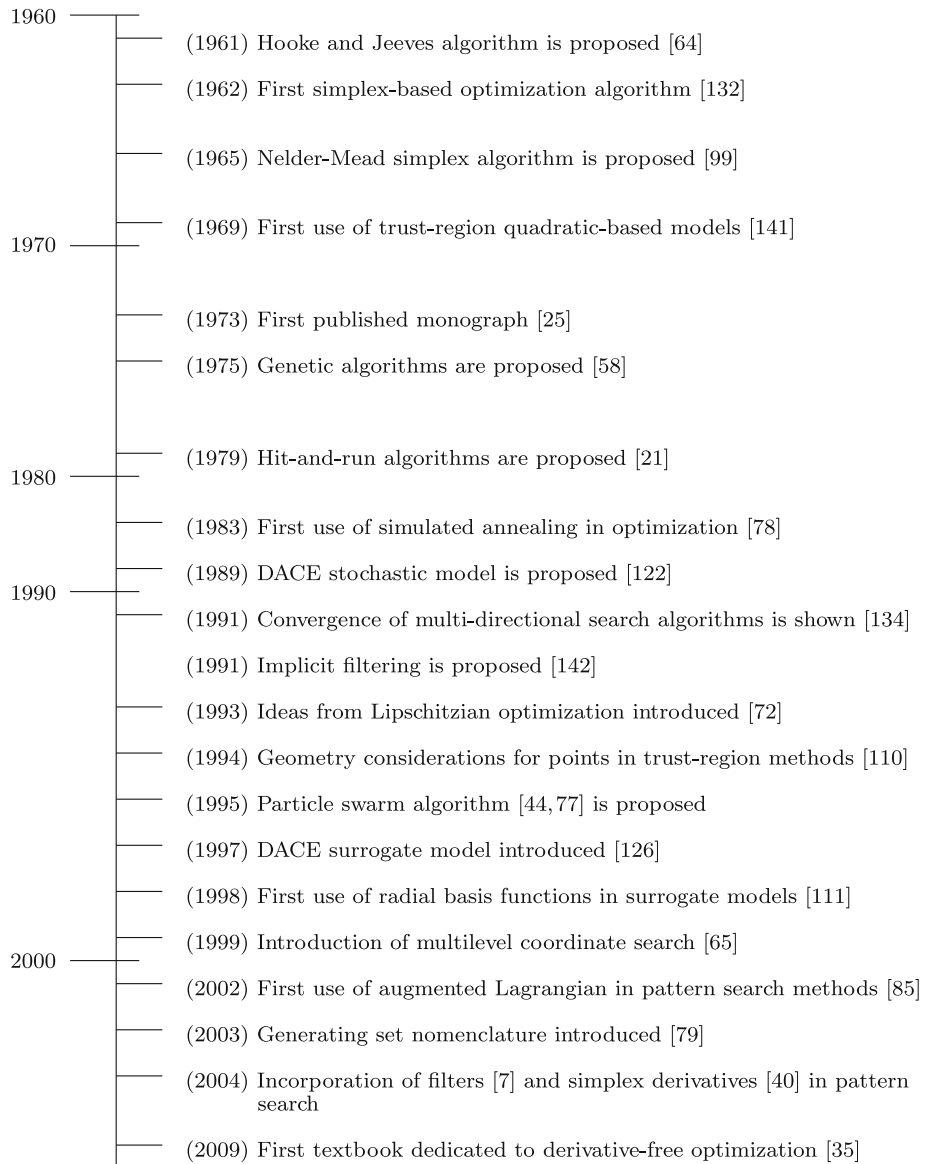 1960
(1961) Hooke and Jeeves algorithm is proposed [64]
(1962) First simplex-based optimization algorithm [132]
(1965) Nelder-Mead simplex algorithm is proposed [99]
(1969) First use of trust-region quadratic-based models [141]
1970
(1973) First published monograph [25]
(1975) Genetic algorithms are proposed [58]
(1979) Hit-and-run algorithms are proposed [21]
1980
(1983) First use of simulated annealing in optimization [78]
(1989) DACE stochastic model is proposed [122]
1990
(1991) Convergence of multi-directional search algorithms is shown [134]
(1991) Implicit filtering is proposed [142]
(1993) Ideas from Lipschitzian optimization introduced [72]
(1994) Geometry considerations for points in trust-region methods [110]
(1995) Particle swarm algorithm [44,77] is proposed
(1997) DACE surrogate model introduced [126]
(1998) First use of radial basis functions in surrogate models [111]
(1999) Introduction of multilevel coordinate search [65]
2000
(2002) First use of augmented Lagrangian in pattern search methods [85]
(2003) Generating set nomenclature introduced [79]
(2004) Incorporation of filters [7] and simplex derivatives [40] in pattern
search
(2009) First textbook dedicated to derivative-free optimization [35]